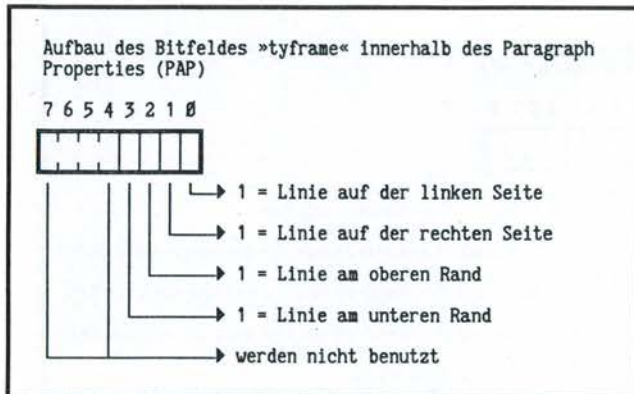 Aufbau des Bitfeldes »tyframe« innerhalb des Paragraph
Properties (PAP)
7 6 5 4 3 2 1 0
1 = Linie auf der linken Seite
1 = Linie auf der rechten Seite
1 = Linie am oberen Rand
1 = Linie am unteren Rand
werden nicht benutzt